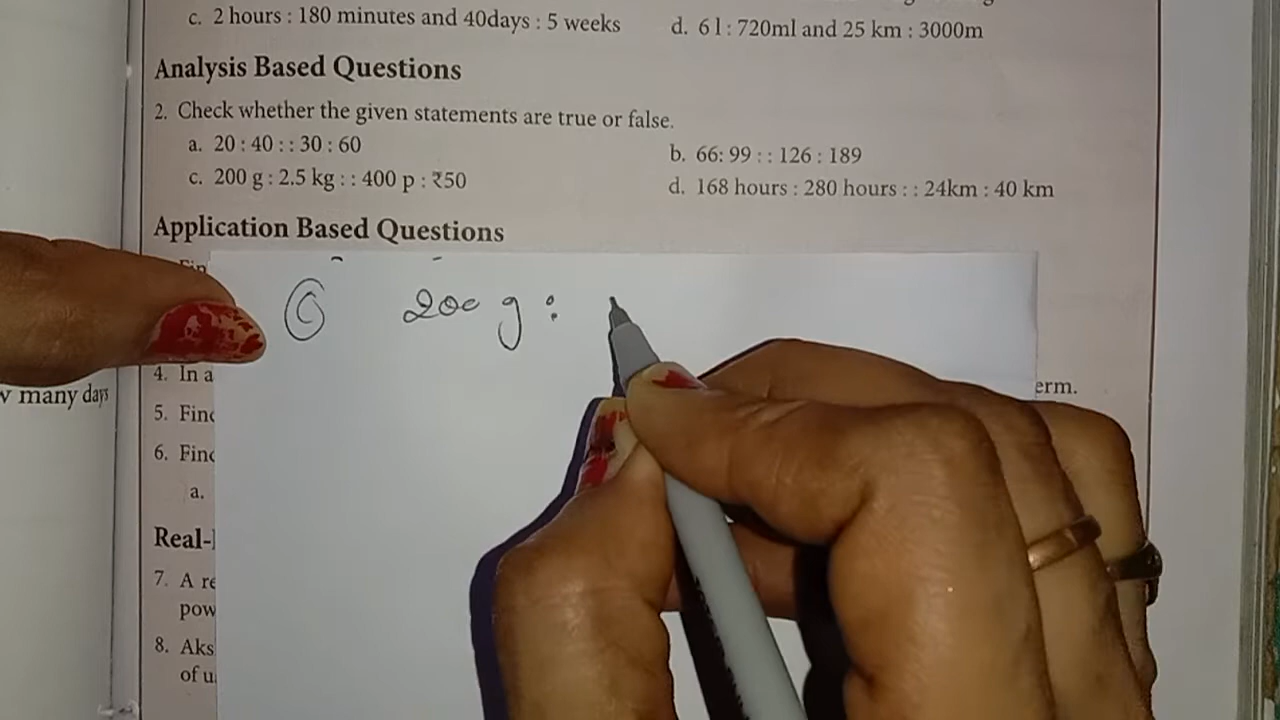 c. 2 hours : 180 minutes and 40days : 5 weeks d. 6 l : 720ml and 25 km : 3000m
Analysis Based Questions
2. Check whether the given statements are true or false.
a. 20 : 40 : : 30 : 60 b. 66: 99 : : 126 : 189
c. 200 g : 2.5 kg : : 400 p : ₹50 d. 168 hours : 280 hours : : 24km : 40 km
Application Based Questions
200 g :
4. In a erm.
many days
5. Find
6. Find
a.
Real-
7. A re
pow
8. Aks
of u